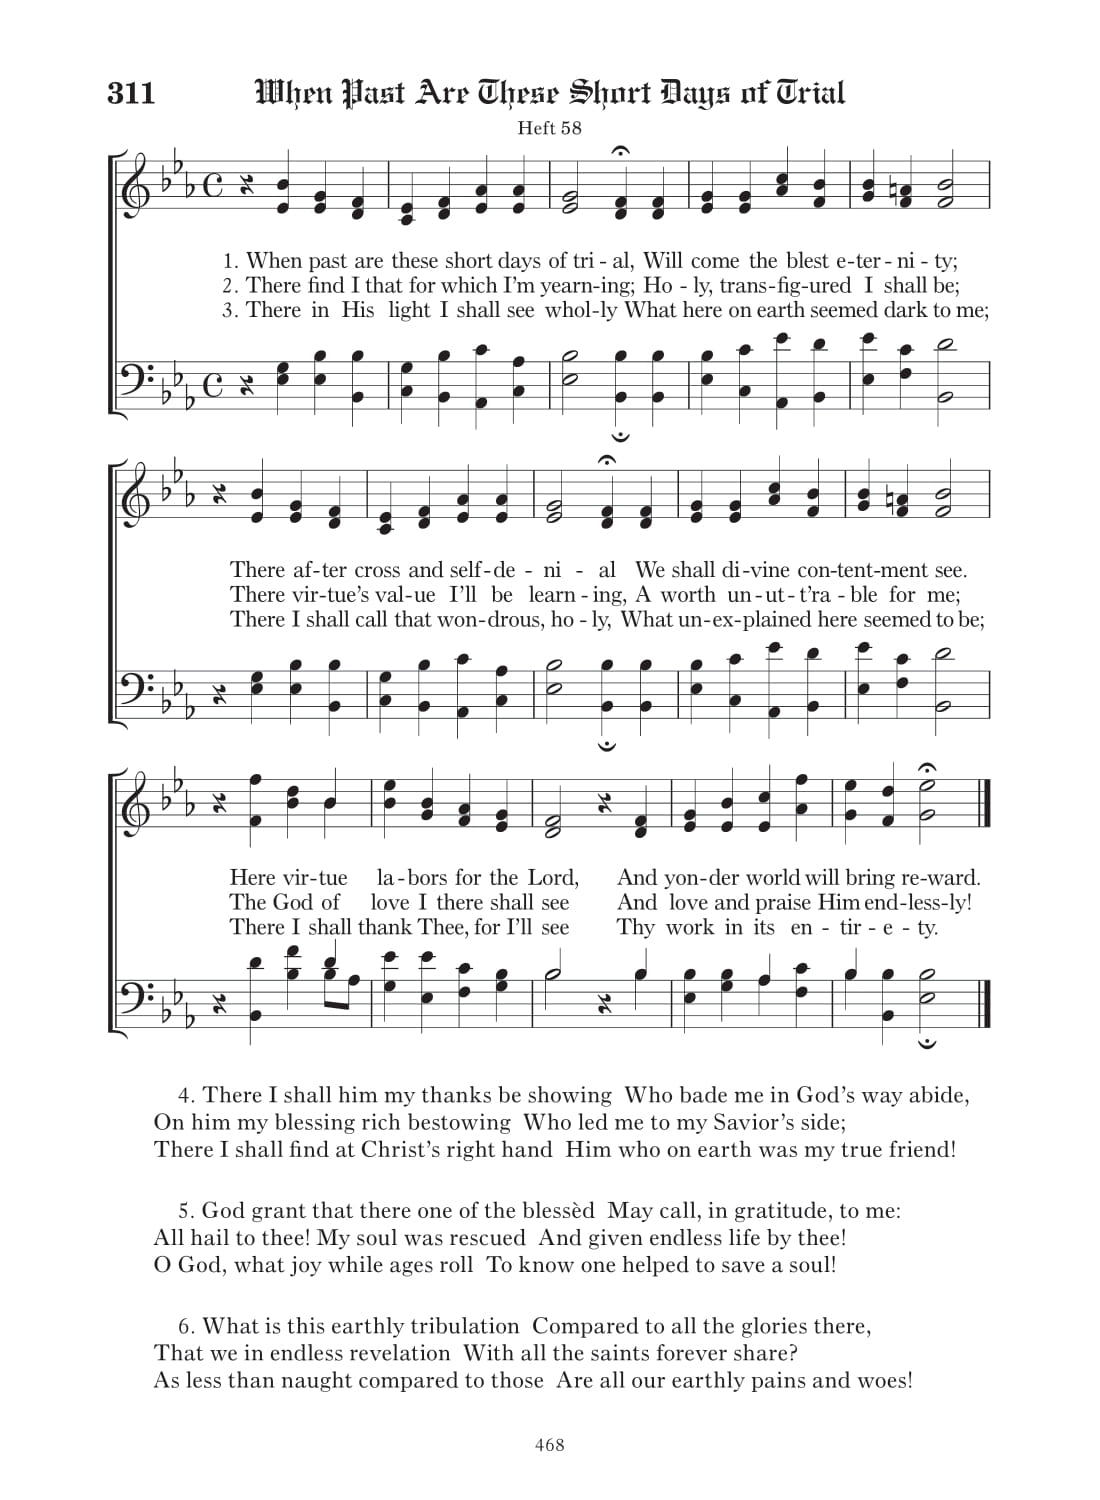 311 When Past Are These Short Days of Trial
Heft 58
1. When past are these short days of tri - al, Will come the blest e-ter - ni - ty;
2. There find I that for which I'm yearn-ing; Ho - ly, trans-fig-ured I shall be;
3. There in His light I shall see whol-ly What here on earth seemed dark to me;
There af-ter cross and self-de - ni - al We shall di-vine con-tent-ment see.
There vir-tue's val-ue I'll be learn - ing, A worth un-ut-t'ra - ble for me;
There I shall call that won-drous, ho - ly, What un-ex-plained here seemed to be;
Here vir-tue la-bors for the Lord, And yon-der world will bring re-ward.
The God of love I there shall see And love and praise Him end-less-ly!
There I shall thank Thee, for I'll see Thy work in its en - tir - e - ty.
4. There I shall him my thanks be showing Who bade me in God's way abide,
On him my blessing rich bestowing Who led me to my Savior's side;
There I shall find at Christ's right hand Him who on earth was my true friend!
5. God grant that there one of the blessèd May call, in gratitude, to me:
All hail to thee! My soul was rescued And given endless life by thee!
O God, what joy while ages roll To know one helped to save a soul!
6. What is this earthly tribulation Compared to all the glories there,
That we in endless revelation With all the saints forever share?
As less than naught compared to those Are all our earthly pains and woes!
468